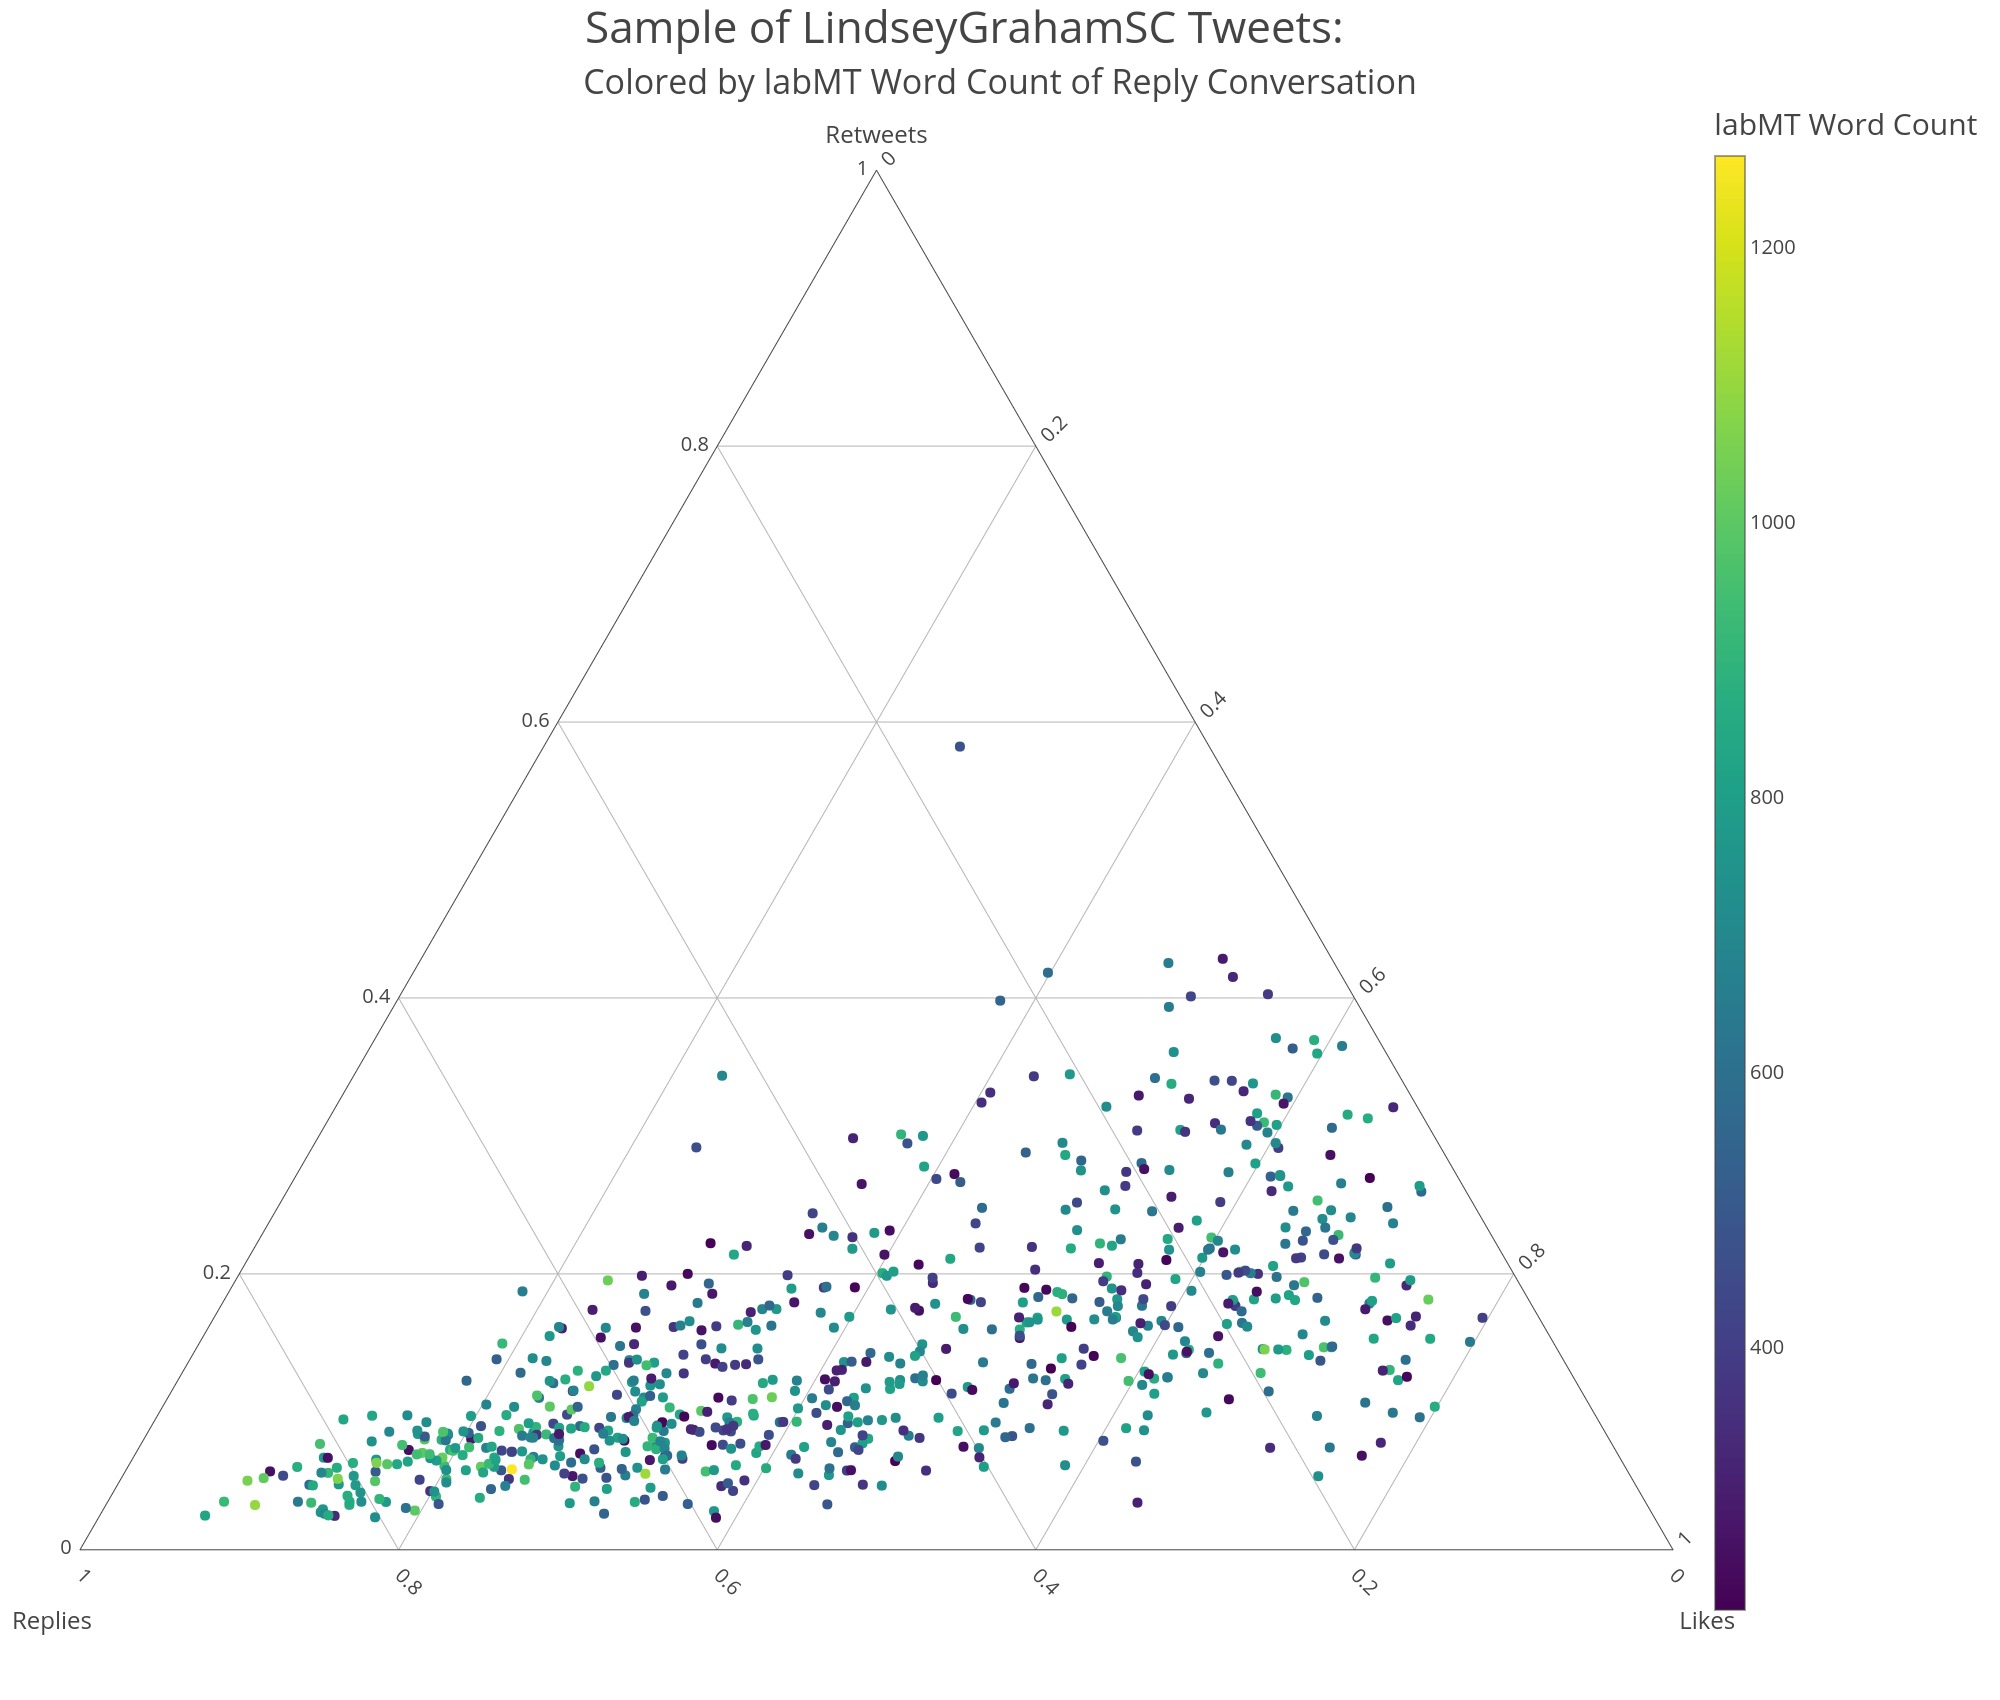 Sample of LindseyGrahamSC Tweets:
Colored by labMT Word Count of Reply Conversation
labMT Word Count
Retweets
1 0
1200
0.8 0.2
1000
0.6 0.4
800
0.4 0.6
600
0.2 0.8
400
0 1
1 0.8 0.6 0.4 0.2 0
Replies Likes